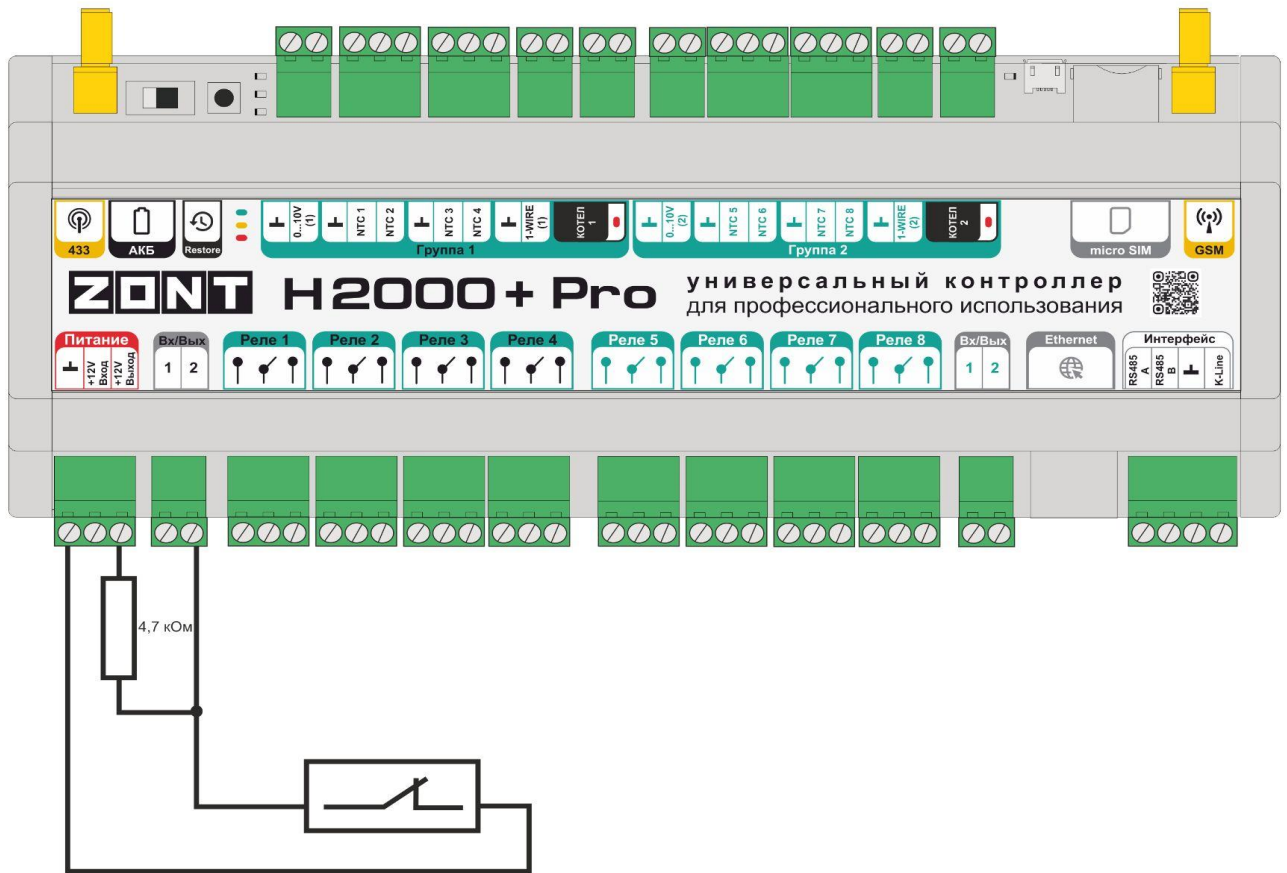 433
АКБ
Restore
0...10V (1)
NTC 1
NTC 2
NTC 3
NTC 4
1-WIRE (1)
КОТЕЛ 1
Группа 1
0...10V (2)
NTC 5
NTC 6
NTC 7
NTC 8
1-WIRE (2)
КОТЕЛ 2
Группа 2
micro SIM
GSM
ZONT H2000+ Pro
универсальный контроллер
для профессионального использования
Питание
+12V Вход
+12V Выход
Вх/Вых
1 2
Реле 1
Реле 2
Реле 3
Реле 4
Реле 5
Реле 6
Реле 7
Реле 8
Вх/Вых
1 2
Ethernet
Интерфейс
RS485 A
RS485 B
K-Line
4,7 кОм